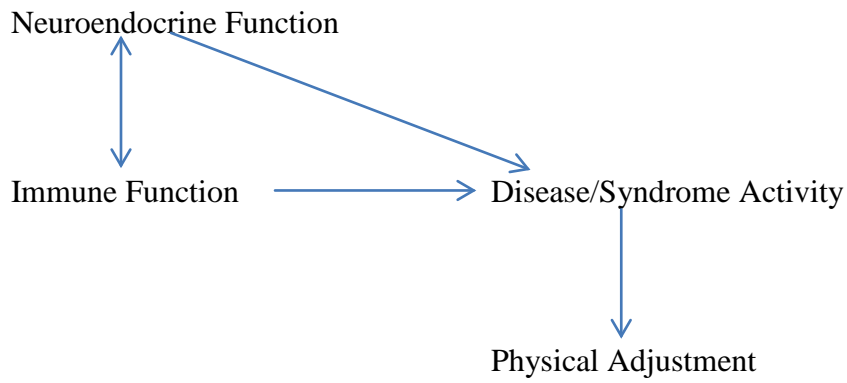 Neuroendocrine Function
Immune Function
Disease/Syndrome Activity
Physical Adjustment